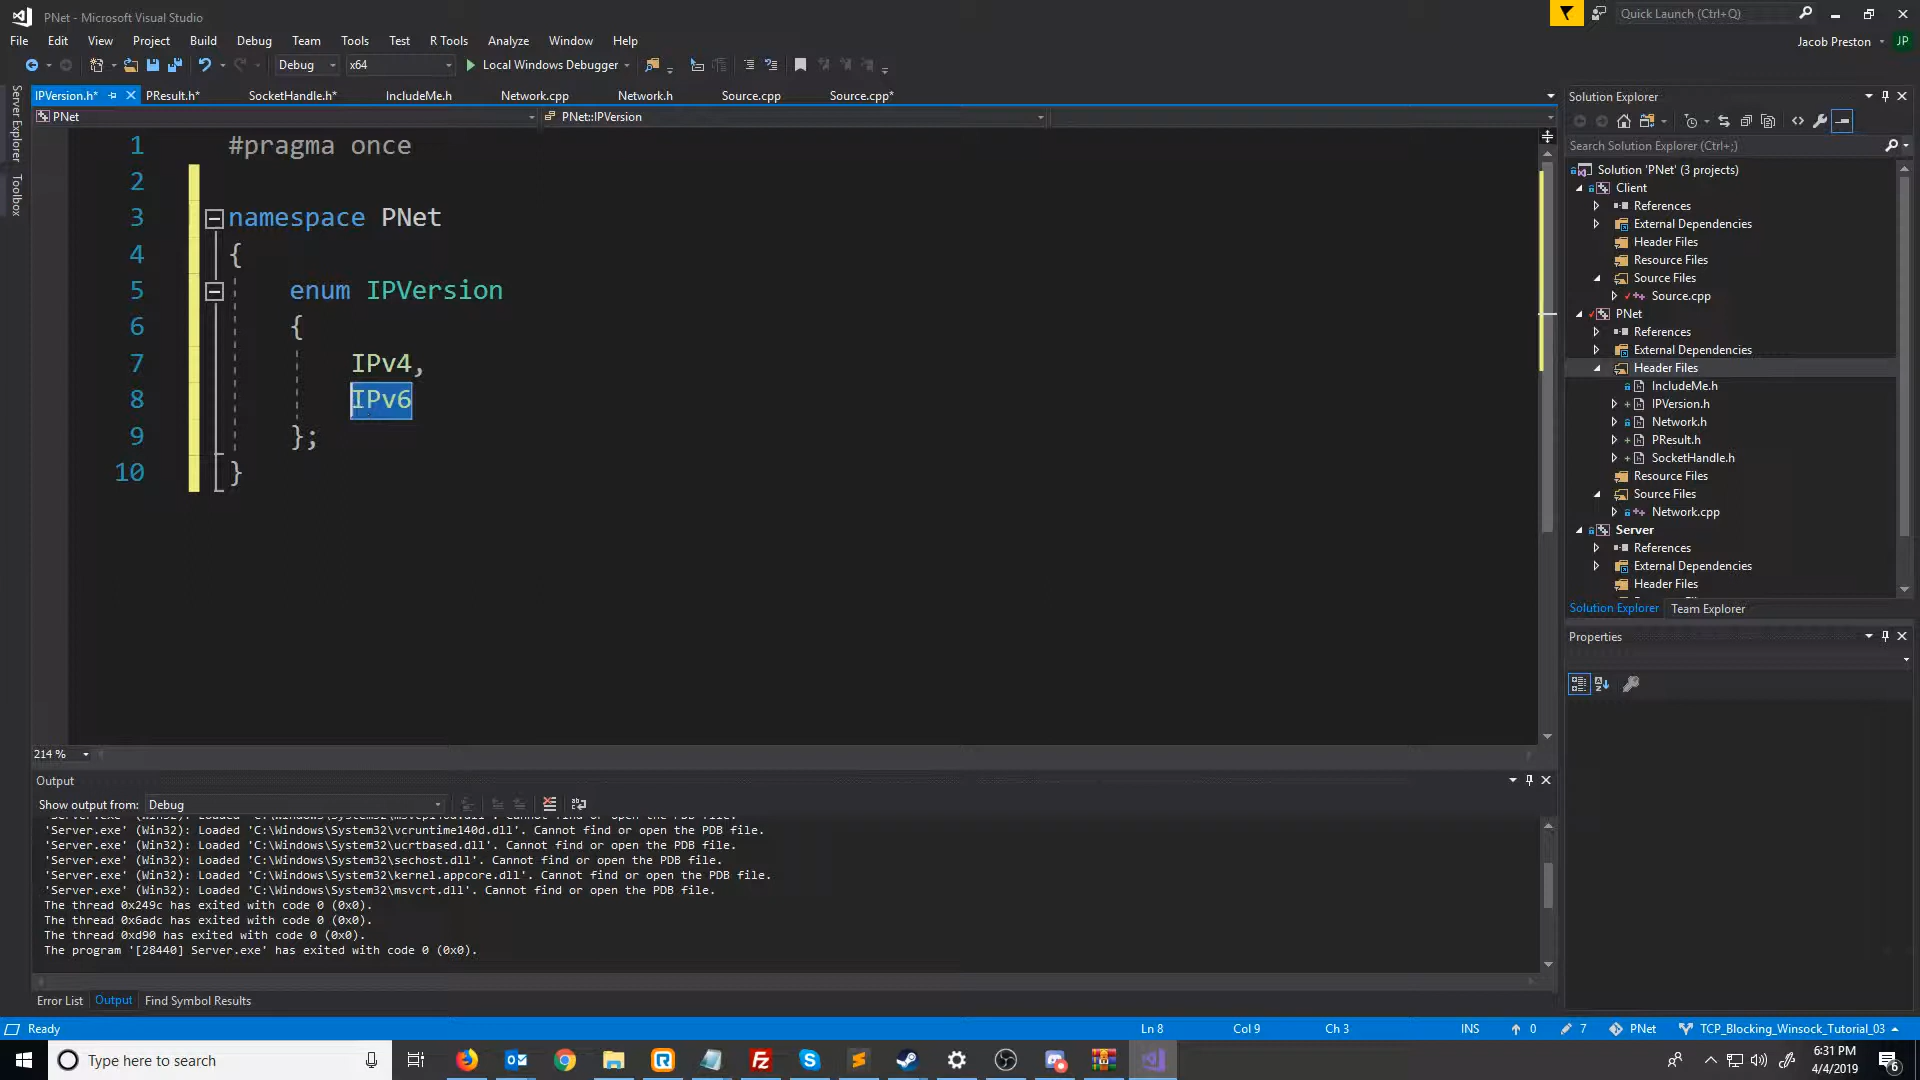 PNet - Microsoft Visual Studio
Quick Launch (Ctrl+Q)
File Edit View Project Build Debug Team Tools Test R Tools Analyze Window Help
Jacob Preston JP
Debug x64 Local Windows Debugger
Server Explorer
Toolbox
IPVersion.h* PResult.h* SocketHandle.h* IncludeMe.h Network.cpp Network.h Source.cpp Source.cpp*
PNet PNet::IPVersion
1 #pragma once
2
3 namespace PNet
4 {
5 enum IPVersion
6 {
7 IPv4,
8 IPv6
9 };
10 }
214 %
Solution Explorer
Search Solution Explorer (Ctrl+;)
Solution 'PNet' (3 projects)
Client
References
External Dependencies
Header Files
Resource Files
Source Files
Source.cpp
PNet
References
External Dependencies
Header Files
IncludeMe.h
IPVersion.h
Network.h
PResult.h
SocketHandle.h
Resource Files
Source Files
Network.cpp
Server
References
External Dependencies
Header Files
Solution Explorer Team Explorer
Properties
Output
Show output from: Debug
'Server.exe' (Win32): Loaded 'C:\Windows\System32\vcruntime140d.dll'. Cannot find or open the PDB file.
'Server.exe' (Win32): Loaded 'C:\Windows\System32\ucrtbased.dll'. Cannot find or open the PDB file.
'Server.exe' (Win32): Loaded 'C:\Windows\System32\sechost.dll'. Cannot find or open the PDB file.
'Server.exe' (Win32): Loaded 'C:\Windows\System32\kernel.appcore.dll'. Cannot find or open the PDB file.
'Server.exe' (Win32): Loaded 'C:\Windows\System32\msvcrt.dll'. Cannot find or open the PDB file.
The thread 0x249c has exited with code 0 (0x0).
The thread 0x6adc has exited with code 0 (0x0).
The thread 0xd90 has exited with code 0 (0x0).
The program '[28440] Server.exe' has exited with code 0 (0x0).
Error List Output Find Symbol Results
Ready Ln 8 Col 9 Ch 3 INS 0 7 PNet TCP_Blocking_Winsock_Tutorial_03
Type here to search
6:31 PM
4/4/2019
6